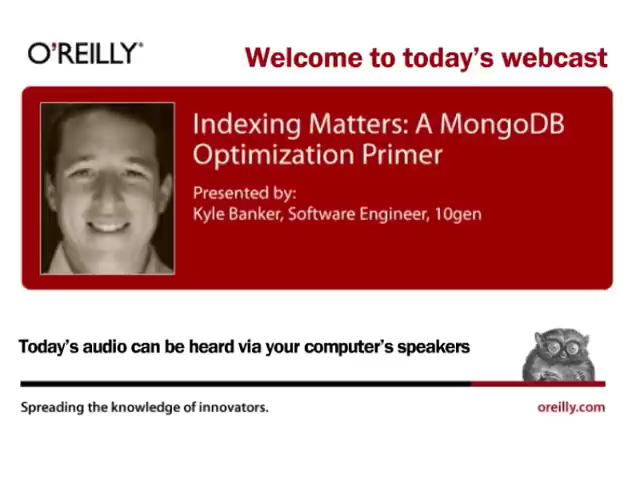 O'REILLY®
Welcome to today's webcast
Indexing Matters: A MongoDB
Optimization Primer
Presented by:
Kyle Banker, Software Engineer, 10gen
Today's audio can be heard via your computer's speakers
Spreading the knowledge of innovators.
oreilly.com